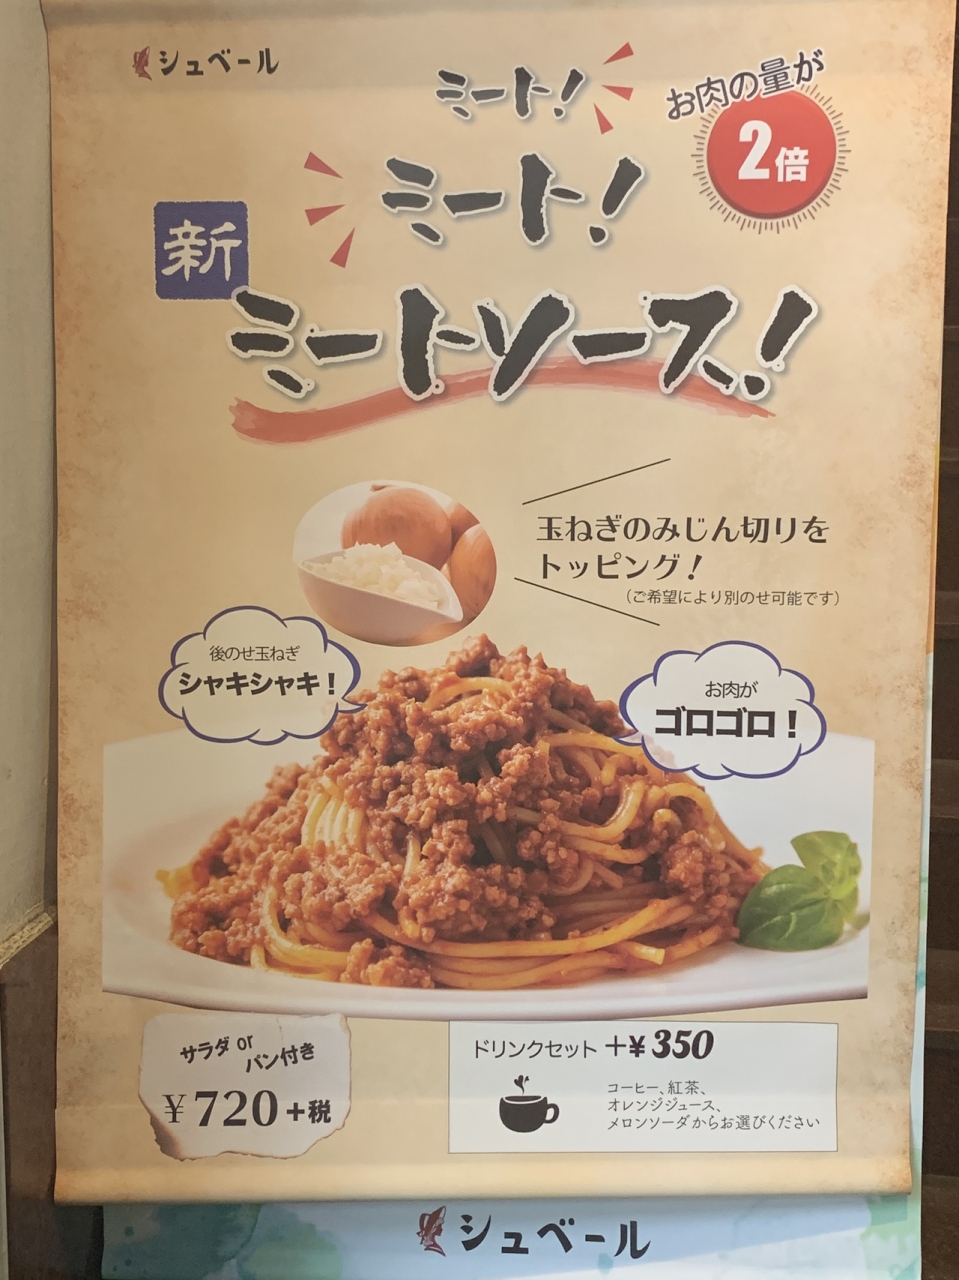 シュベール
ミート!
お肉の量が
2倍
ミート!
新
ミートソース!
玉ねぎのみじん切りを
トッピング!
(ご希望により別のせ可能です)
後のせ玉ねぎ
シャキシャキ!
お肉が
ゴロゴロ!
サラダ or
パン付き
¥720+税
ドリンクセット +¥350
コーヒー、紅茶、
オレンジジュース、
メロンソーダからお選びください
シュベール